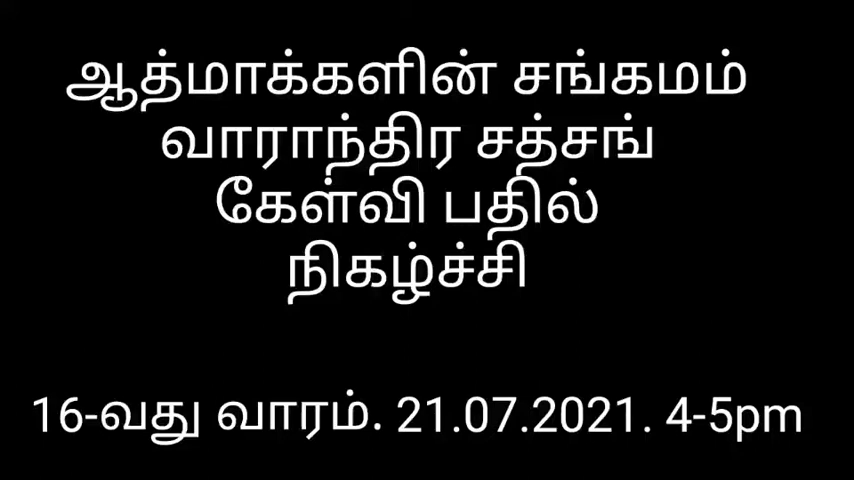 ஆத்மாக்களின் சங்கமம்
வாராந்திர சத்சங்
கேள்வி பதில்
நிகழ்ச்சி
16-வது வாரம். 21.07.2021. 4-5pm